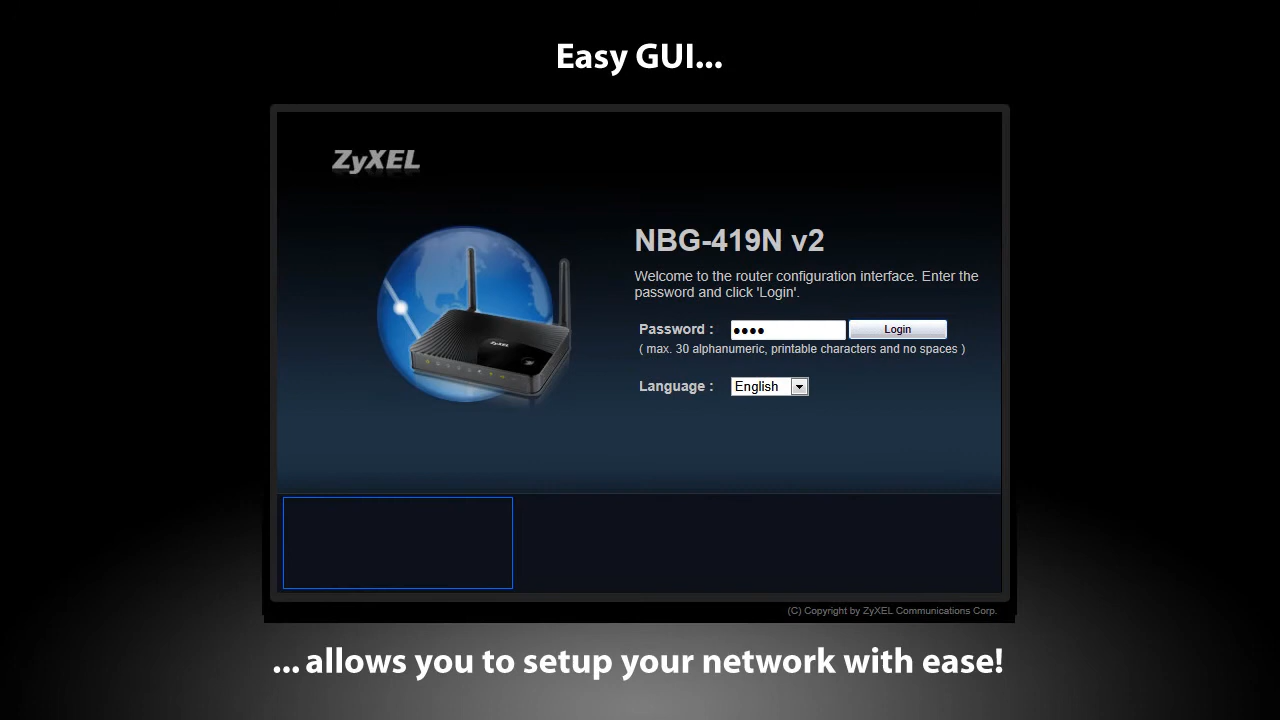 Easy GUI...
ZyXEL
NBG-419N v2
Welcome to the router configuration interface. Enter the
password and click 'Login'.
Password : •••• Login
( max. 30 alphanumeric, printable characters and no spaces )
Language : English
ZyXEL
(C) Copyright by ZyXEL Communications Corp.
... allows you to setup your network with ease!